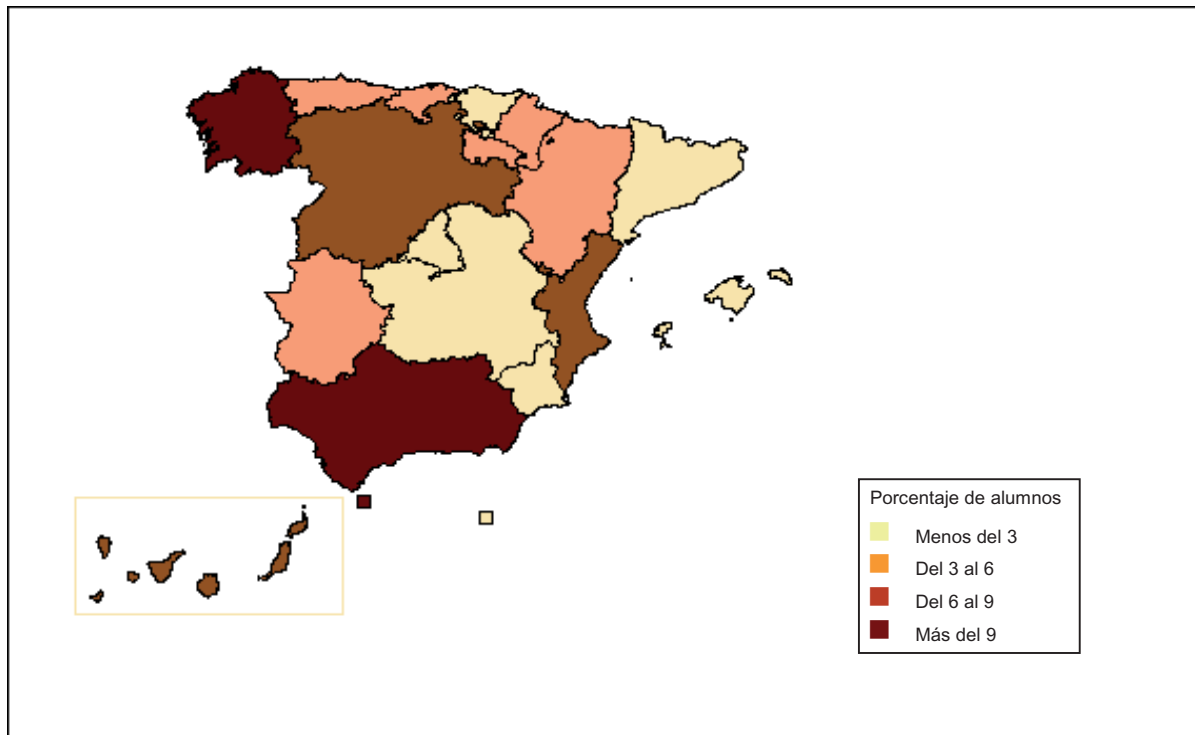 Porcentaje de alumnos
Menos del 3
Del 3 al 6
Del 6 al 9
Más del 9